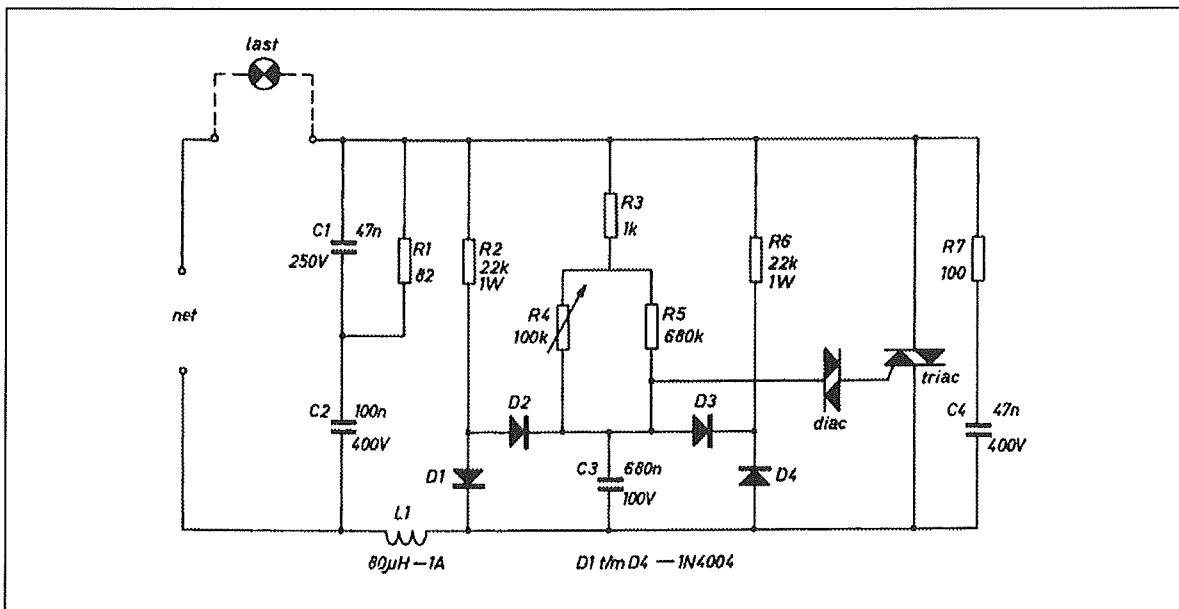 last
C1
47n
250V
R1
82
R2
22k
1W
R3
1k
R6
22k
1W
R7
100
net
R4
100k
R5
680k
triac
C2
100n
400V
D2
D3
diac
C4
47n
400V
D1
C3
680n
100V
D4
L1
80µH-1A
D1 t/m D4 — 1N4004